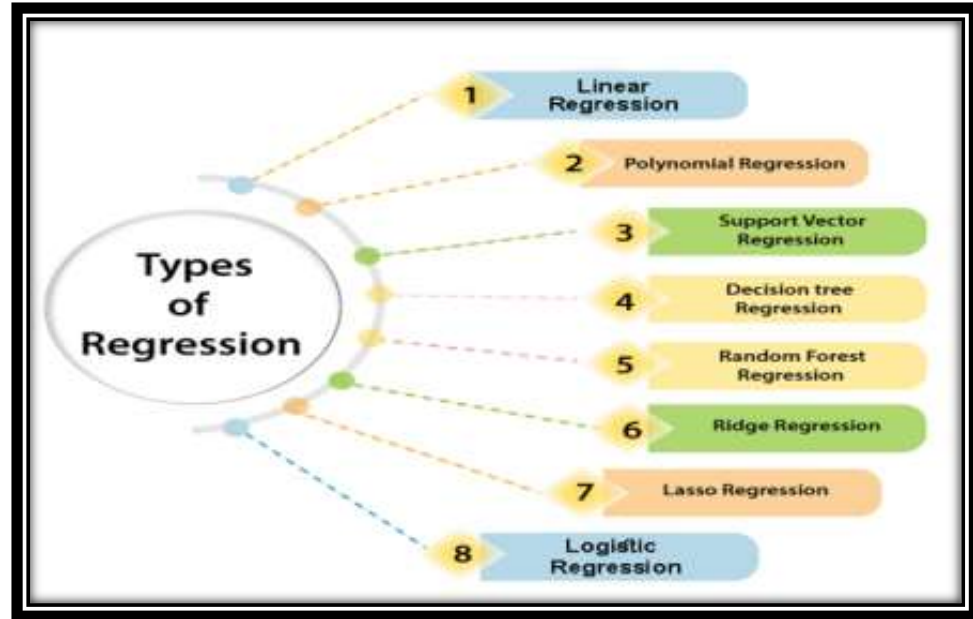 Types
of
Regression
1
Linear
Regression
2
Polynomial Regression
3
Support Vector
Regression
4
Decision tree
Regression
5
Random Forest
Regression
6
Ridge Regression
7
Lasso Regression
8
Logistic
Regression